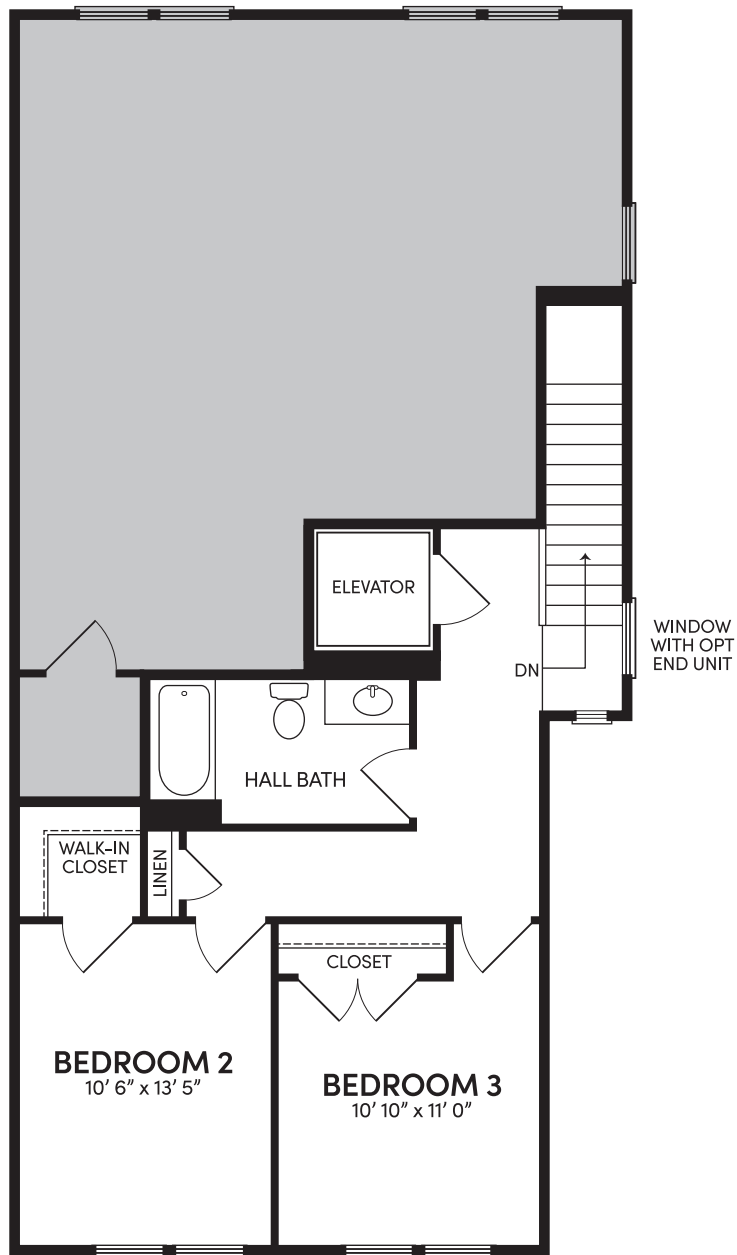 ELEVATOR
WINDOW
WITH OPT
END UNIT
DN
HALL BATH
WALK-IN
CLOSET
LINEN
CLOSET
BEDROOM 2
10’ 6” x 13’ 5”
BEDROOM 3
10’ 10” x 11’ 0”